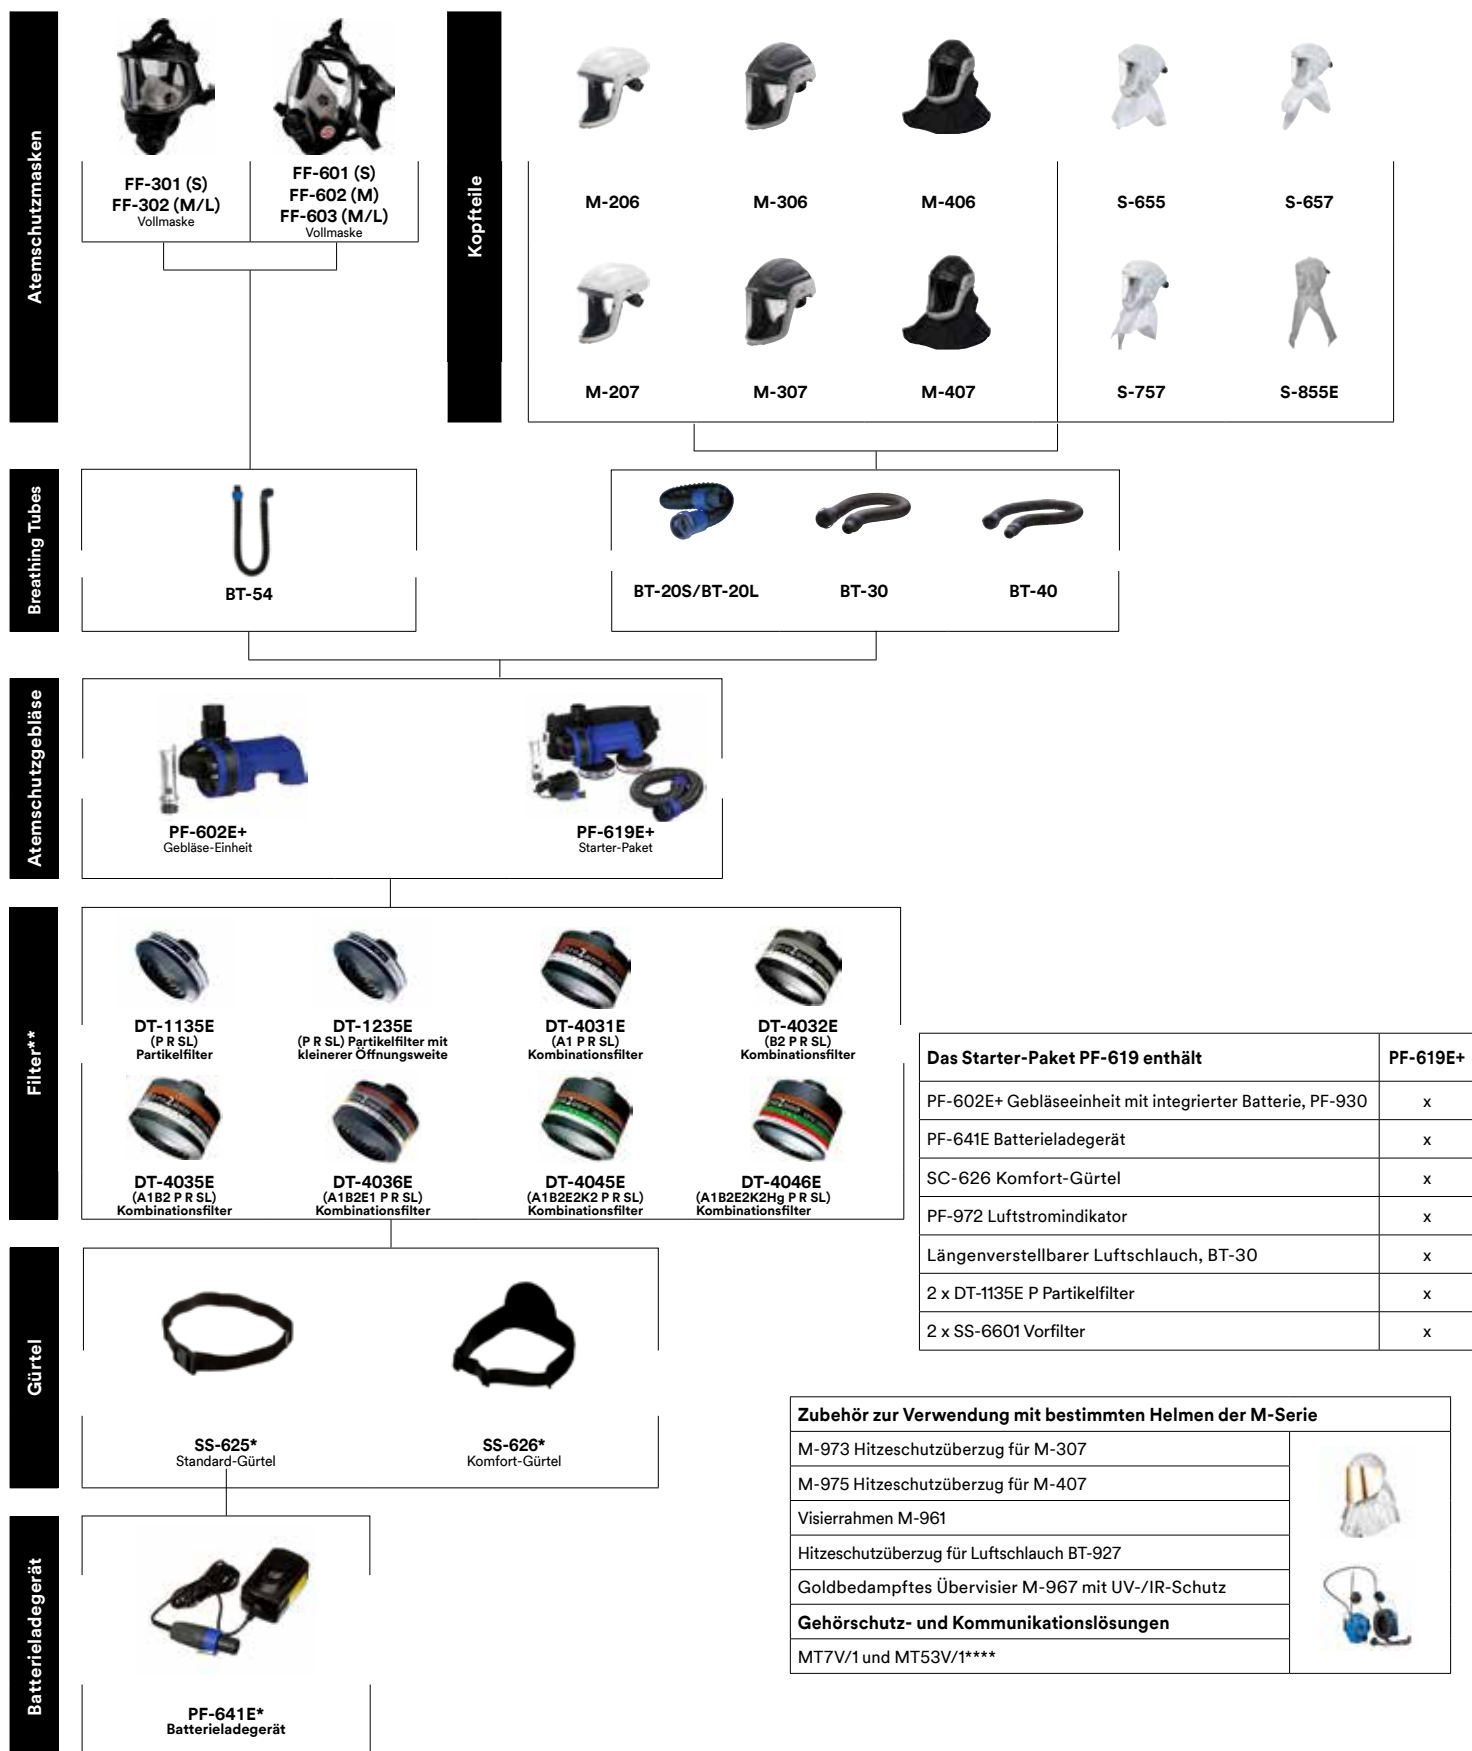 Atemschutzmasken
FF-301 (S)
FF-302 (M/L)
Vollmaske
FF-601 (S)
FF-602 (M)
FF-603 (M/L)
Vollmaske
Kopfteile
M-206
M-306
M-406
S-655
S-657
M-207
M-307
M-407
S-757
S-855E
Breathing Tubes
BT-54
BT-20S/BT-20L
BT-30
BT-40
Atemschutzgebläse
PF-602E+
Gebläse-Einheit
PF-619E+
Starter-Paket
Filter**
DT-1135E
(P R SL)
Partikelfilter
DT-1235E
(P R SL) Partikelfilter mit
kleinerer Öffnungsweite
DT-4031E
(A1 P R SL)
Kombinationsfilter
DT-4032E
(B2 P R SL)
Kombinationsfilter
DT-4035E
(A1B2 P R SL)
Kombinationsfilter
DT-4036E
(A1B2E1 P R SL)
Kombinationsfilter
DT-4045E
(A1B2E2K2 P R SL)
Kombinationsfilter
DT-4046E
(A1B2E2K2Hg P R SL)
Kombinationsfilter
Das Starter-Paket PF-619 enthält PF-619E+
PF-602E+ Gebläseeinheit mit integrierter Batterie, PF-930 x
PF-641E Batterieladegerät x
SC-626 Komfort-Gürtel x
PF-972 Luftstromindikator x
Längenverstellbarer Luftschlauch, BT-30 x
2 x DT-1135E P Partikelfilter x
2 x SS-6601 Vorfilter x
Gürtel
SS-625*
Standard-Gürtel
SS-626*
Komfort-Gürtel
Zubehör zur Verwendung mit bestimmten Helmen der M-Serie
M-973 Hitzeschutzüberzug für M-307
M-975 Hitzeschutzüberzug für M-407
Visierrahmen M-961
Hitzeschutzüberzug für Luftschlauch BT-927
Goldbedampftes Übervisier M-967 mit UV-/IR-Schutz
Gehörschutz- und Kommunikationslösungen
MT7V/1 und MT53V/1****
Batterieladegerät
PF-641E*
Batterieladegerät